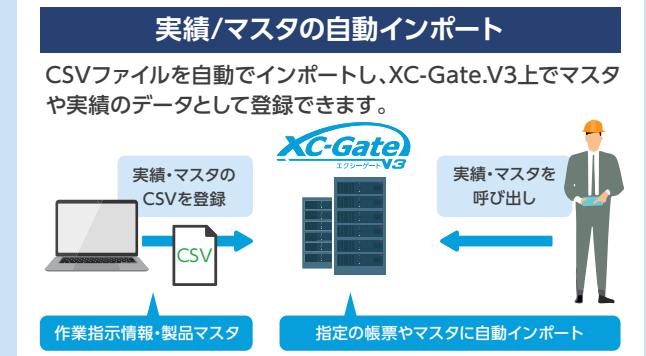 実績/マスタの自動インポート
CSVファイルを自動でインポートし、XC-Gate.V3上でマスタ
や実績のデータとして登録できます。
XC-Gate
エクシーゲート V3
実績・マスタの
CSVを登録
実績・マスタを
呼び出し
CSV
作業指示情報・製品マスタ
指定の帳票やマスタに自動インポート